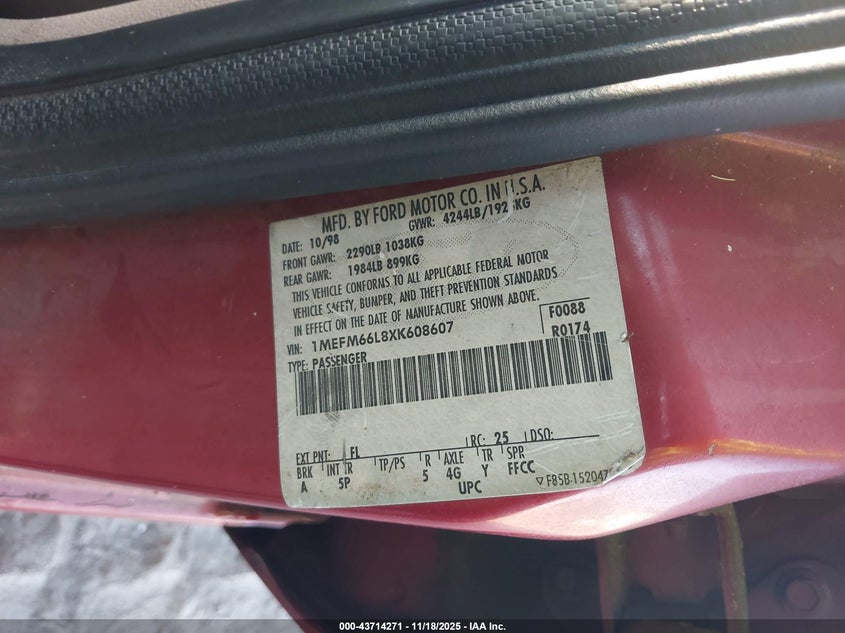 MFD. BY FORD MOTOR CO. IN U.S.A.
DATE: 10/98 GVWR: 4244LB/192 KG
FRONT GAWR: 2290LB 1038KG
REAR GAWR: 1984LB 899KG
THIS VEHICLE CONFORMS TO ALL APPLICABLE FEDERAL MOTOR
VEHICLE SAFETY, BUMPER, AND THEFT PREVENTION STANDARDS
IN EFFECT ON THE DATE OF MANUFACTURE SHOWN ABOVE.
VIN: 1MEFM66L8XK608607 F0088
TYPE: PASSENGER R0174
EXT PNT: FL RC: 25 DSO:
BRK INT TR TP/PS R AXLE TR SPR
A 5P 5 4G Y FFCC
UPC ▽F85B-15204
000-43714271 - 11/18/2025 - IAA Inc.